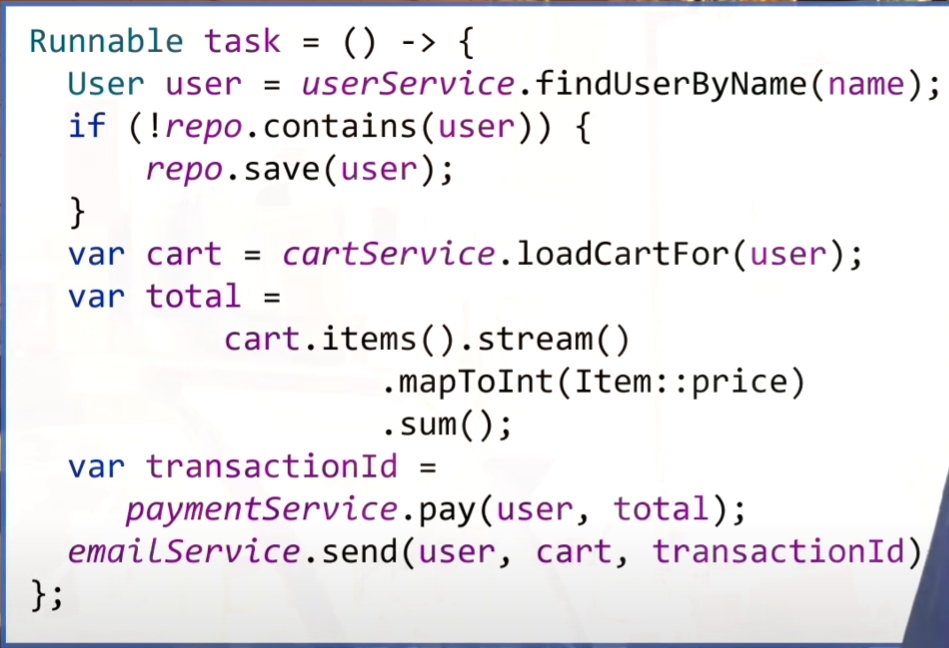 Runnable task = () -> {
  User user = userService.findUserByName(name);
  if (!repo.contains(user)) {
      repo.save(user);
  }
  var cart = cartService.loadCartFor(user);
  var total =
          cart.items().stream()
                  .mapToInt(Item::price)
                  .sum();
  var transactionId =
     paymentService.pay(user, total);
  emailService.send(user, cart, transactionId)
};